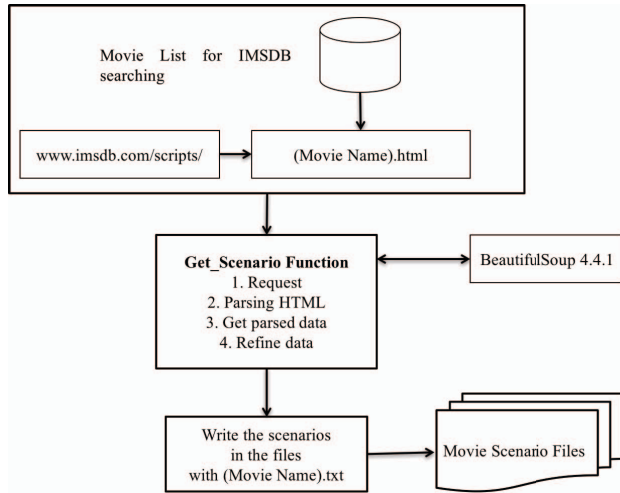 Movie List for IMSDB
searching
www.imsdb.com/scripts/
(Movie Name).html
Get_Scenario Function
1. Request
2. Parsing HTML
3. Get parsed data
4. Refine data
BeautifulSoup 4.4.1
Write the scenarios
in the files
with (Movie Name).txt
Movie Scenario Files